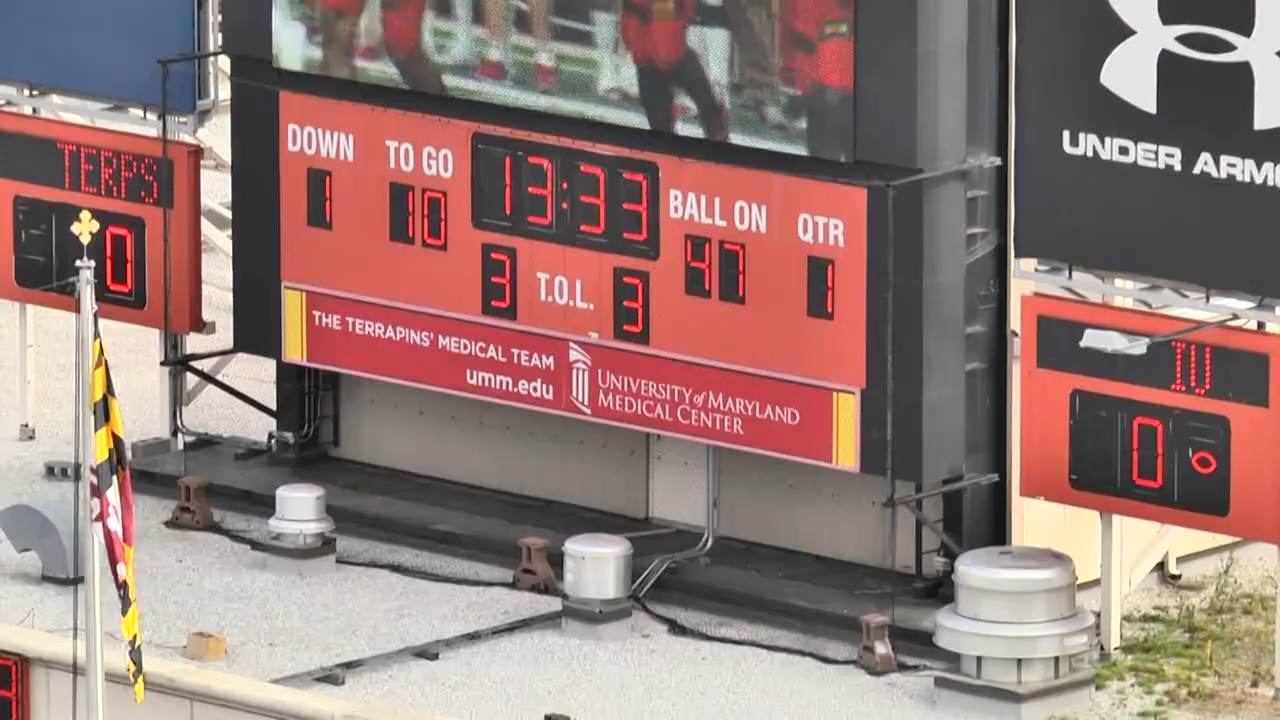 TERPS
0
DOWN
1
TO GO
10
13:33
BALL ON
47
QTR
1
3
T.O.L.
3
THE TERRAPINS' MEDICAL TEAM
umm.edu
UNIVERSITY of MARYLAND
MEDICAL CENTER
UNDER ARMO
IU
0